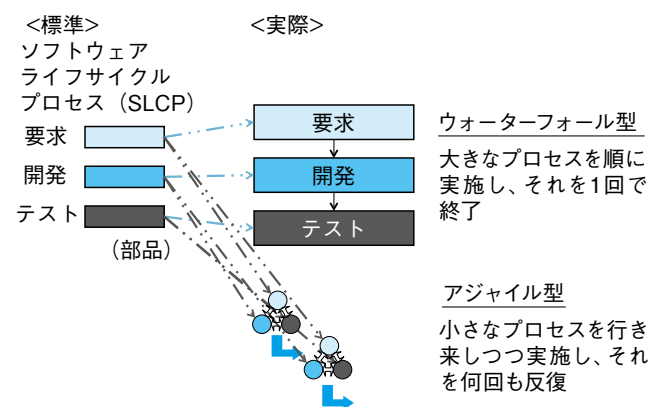 <標準>
ソフトウェア
ライフサイクル
プロセス（SLCP）
要求
開発
テスト
（部品）
<実際>
要求
開発
テスト
ウォーターフォール型
大きなプロセスを順に
実施し、それを1回で
終了
アジャイル型
小さなプロセスを行き
来しつつ実施し、それ
を何回も反復